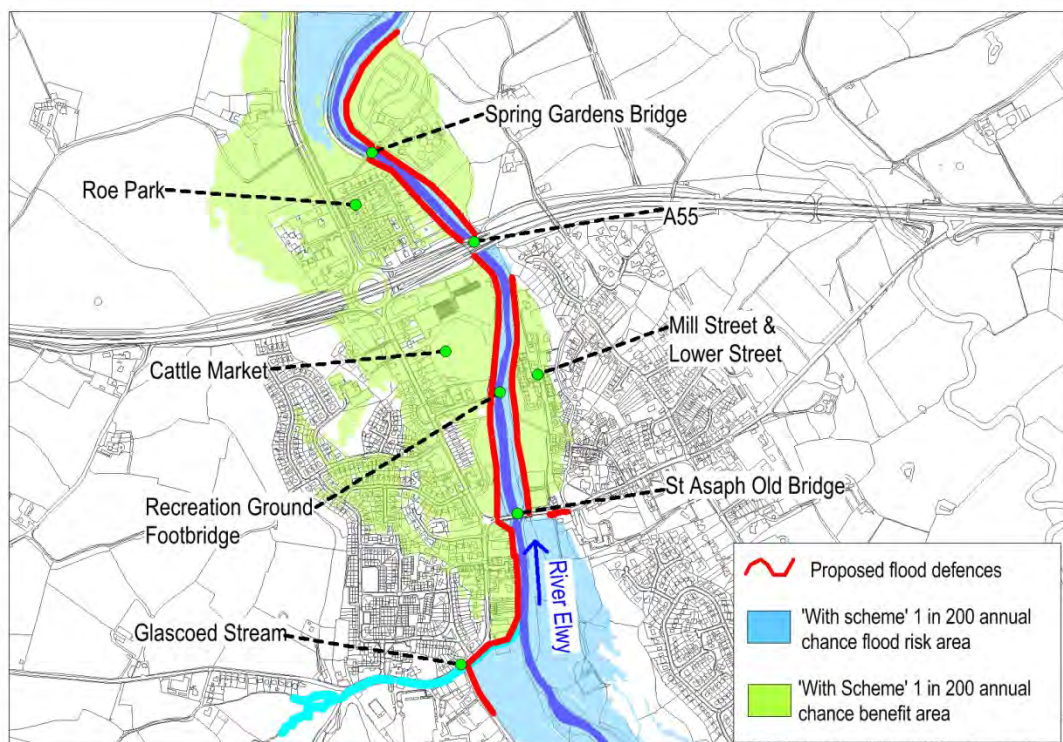 Spring Gardens Bridge
Roe Park
A55
Mill Street &
Lower Street
Cattle Market
Recreation Ground
Footbridge
St Asaph Old Bridge
River Elwy
Glascoed Stream
Proposed flood defences
'With scheme' 1 in 200 annual
chance flood risk area
'With Scheme' 1 in 200 annual
chance benefit area